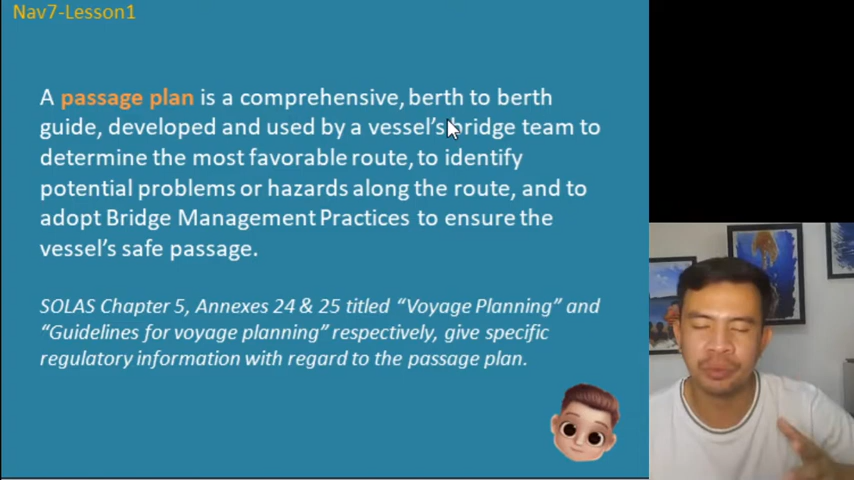 Nav7-Lesson1
A passage plan is a comprehensive, berth to berth
guide, developed and used by a vessel's bridge team to
determine the most favorable route, to identify
potential problems or hazards along the route, and to
adopt Bridge Management Practices to ensure the
vessel's safe passage.
SOLAS Chapter 5, Annexes 24 & 25 titled “Voyage Planning” and
“Guidelines for voyage planning” respectively, give specific
regulatory information with regard to the passage plan.